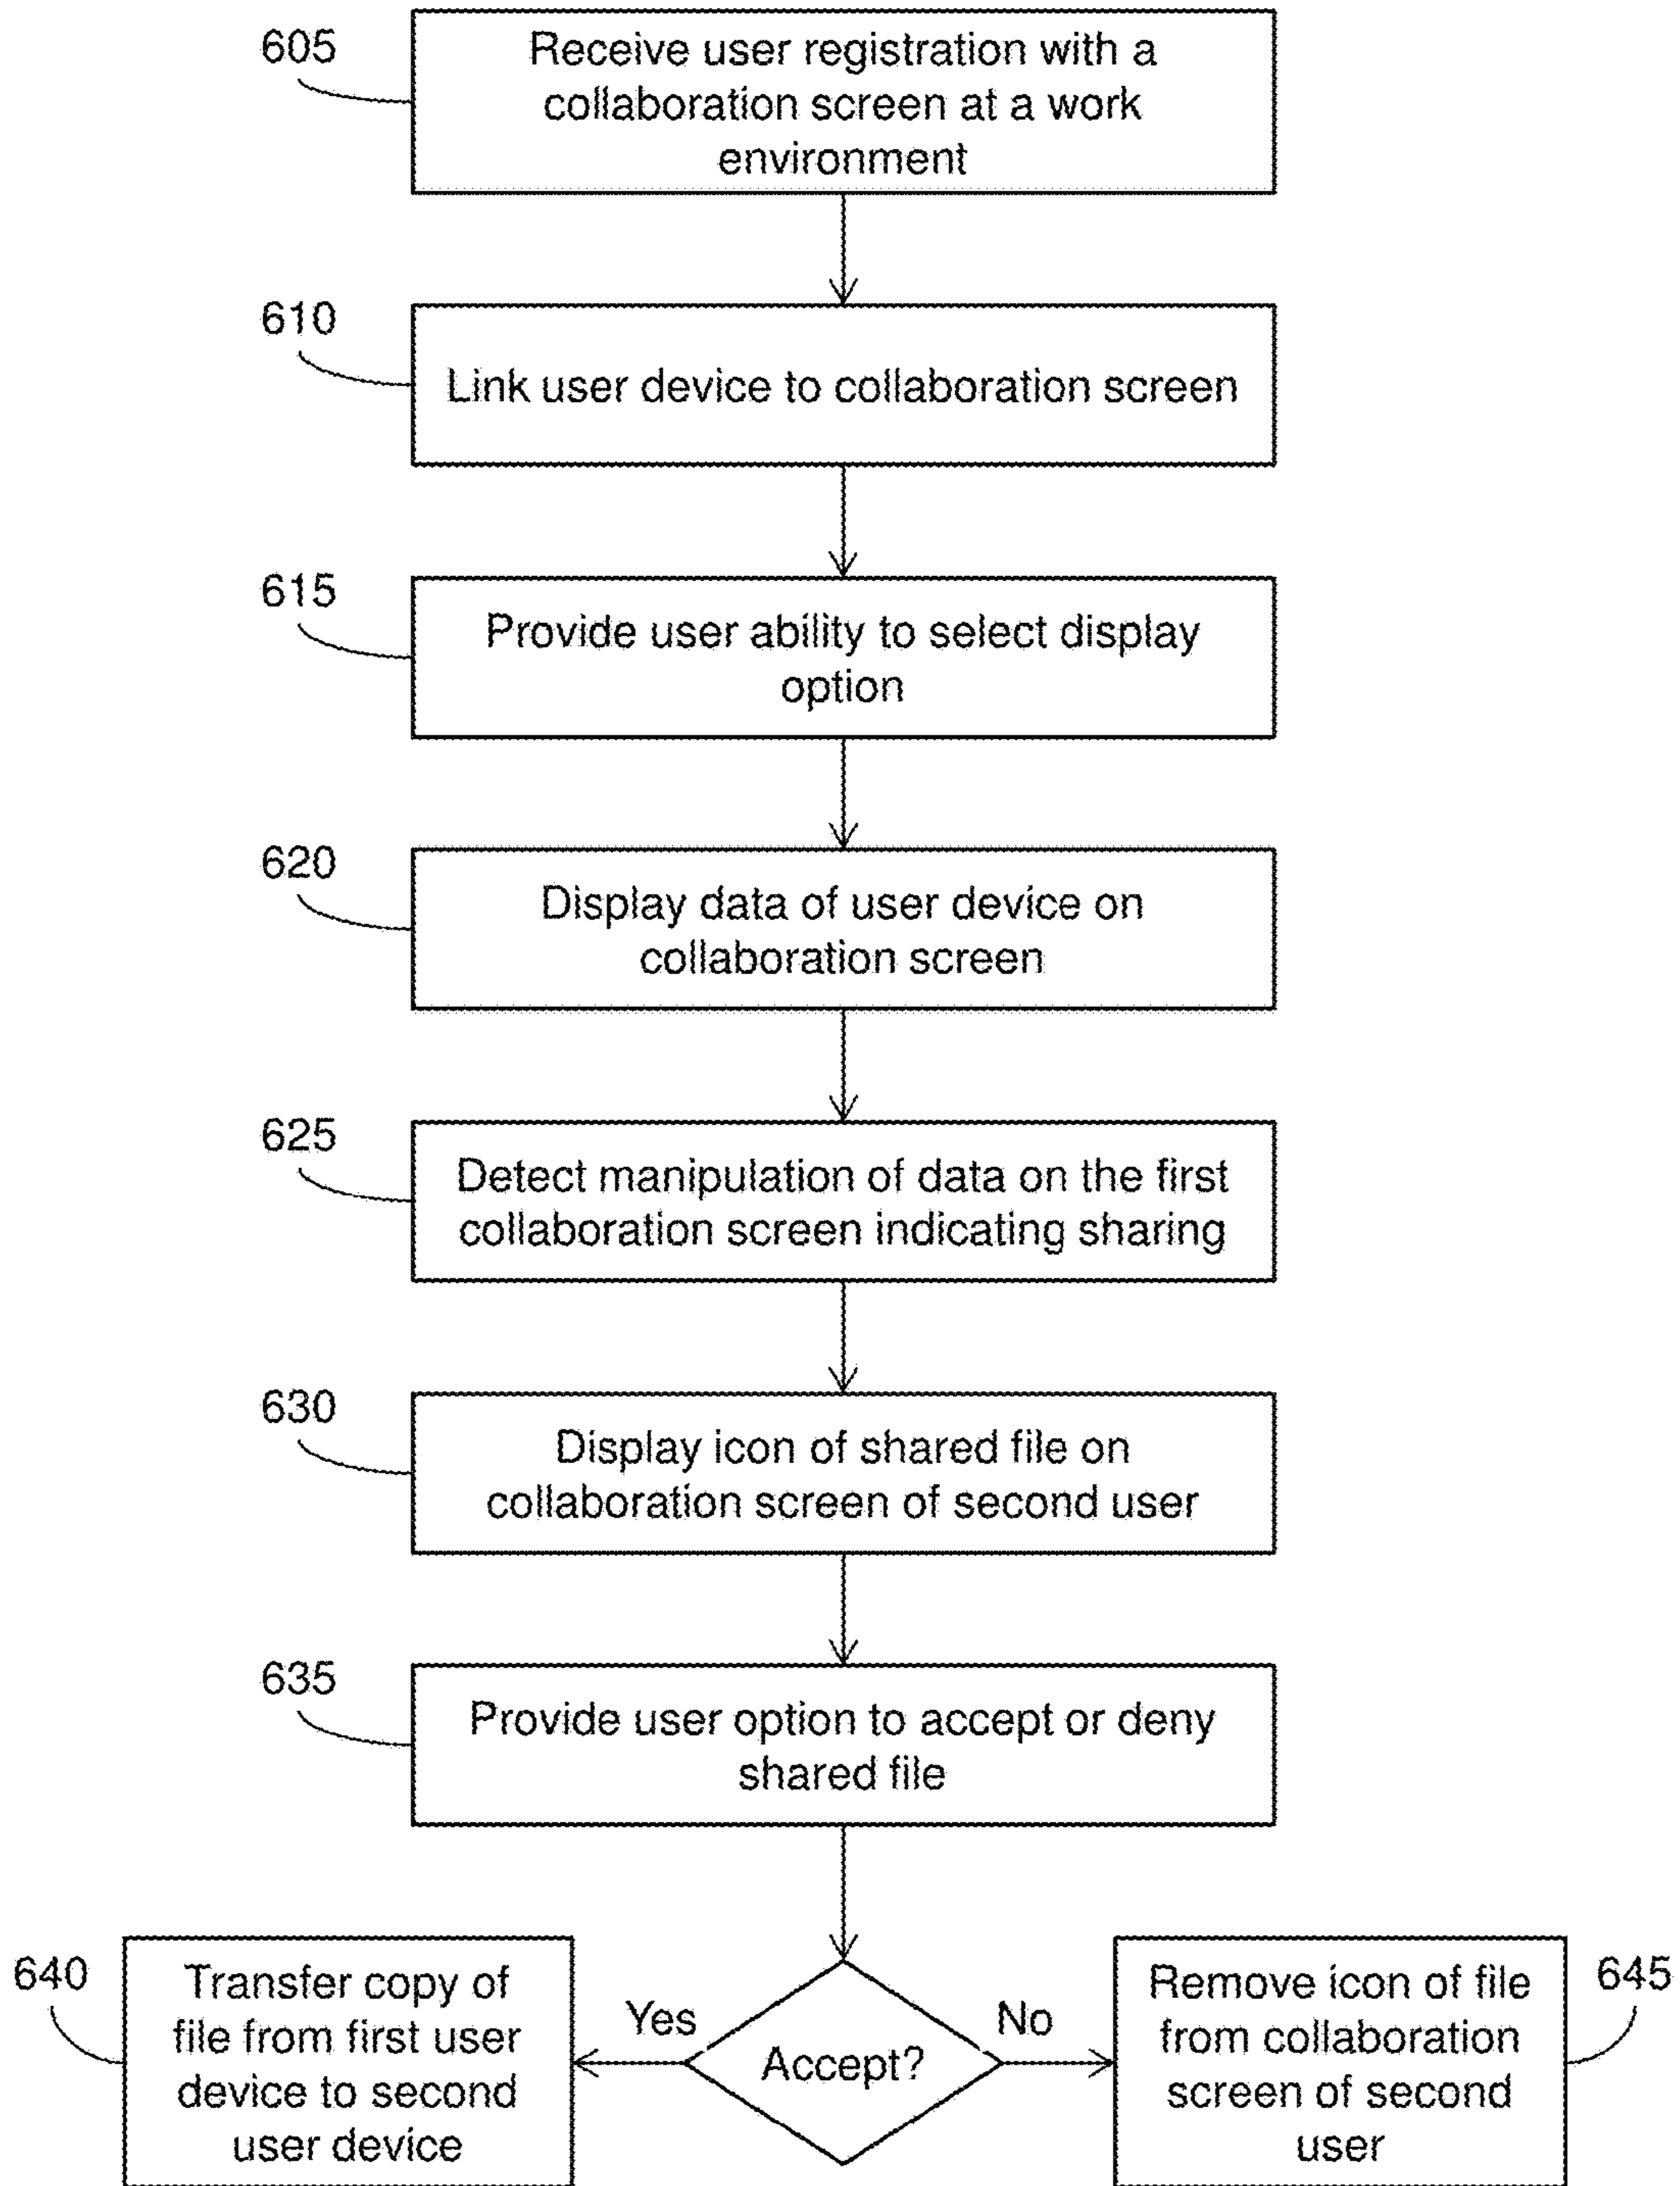 605
Receive user registration with a
collaboration screen at a work
environment
610
Link user device to collaboration screen
615
Provide user ability to select display
option
620
Display data of user device on
collaboration screen
625
Detect manipulation of data on the first
collaboration screen indicating sharing
630
Display icon of shared file on
collaboration screen of second user
635
Provide user option to accept or deny
shared file
640
Transfer copy of
file from first user
device to second
user device
Yes
Accept?
No
Remove icon of file
from collaboration
screen of second
user
645